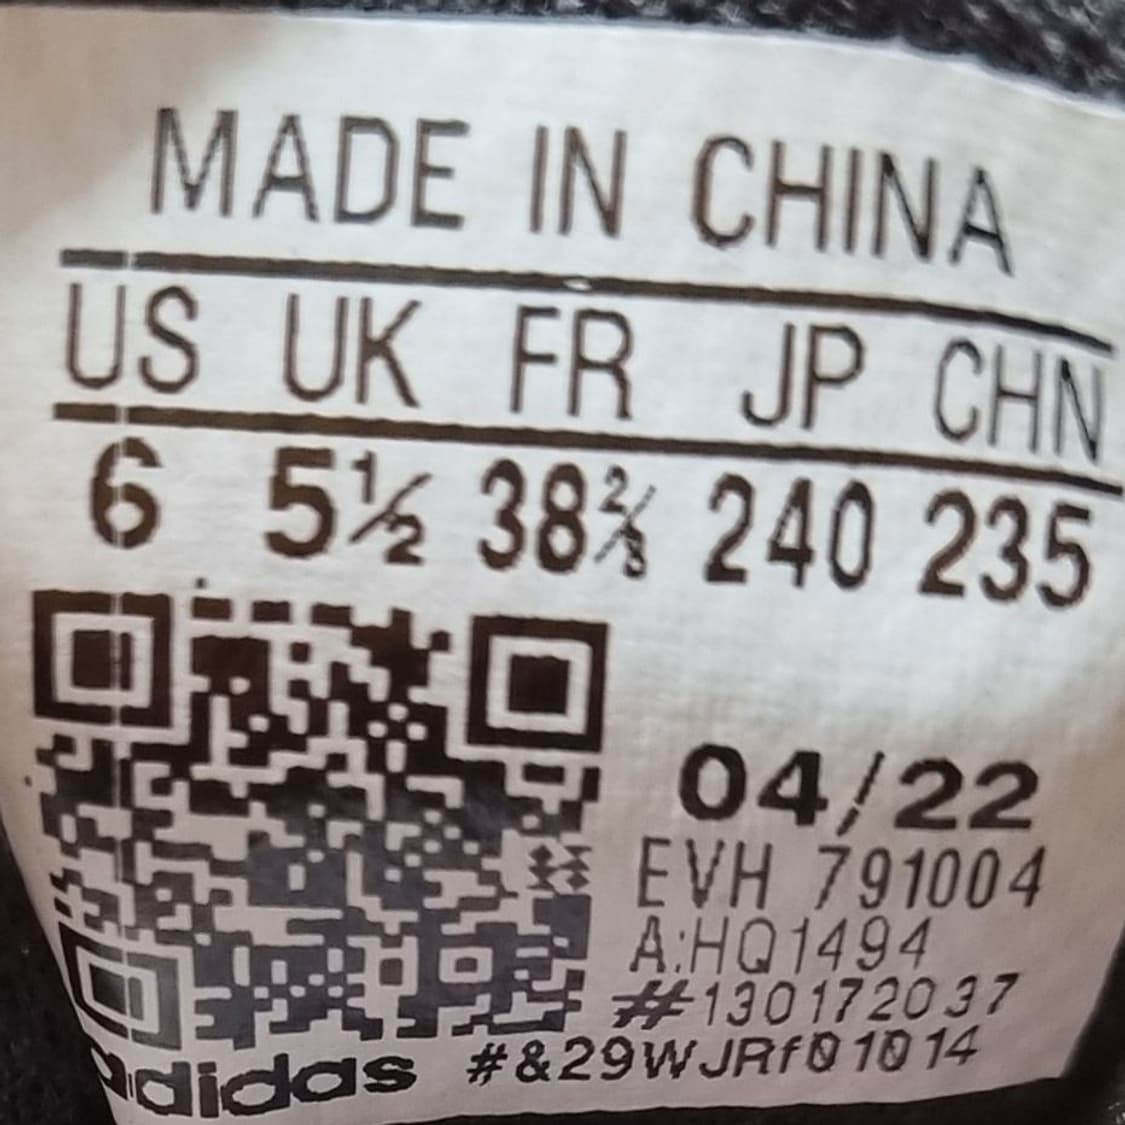 MADE IN CHINA
US UK FR JP CHN
6 5½ 38⅔ 240 235
04/22
EVH 791004
A:HQ1494
#130172037
adidas #&29WJRf01014